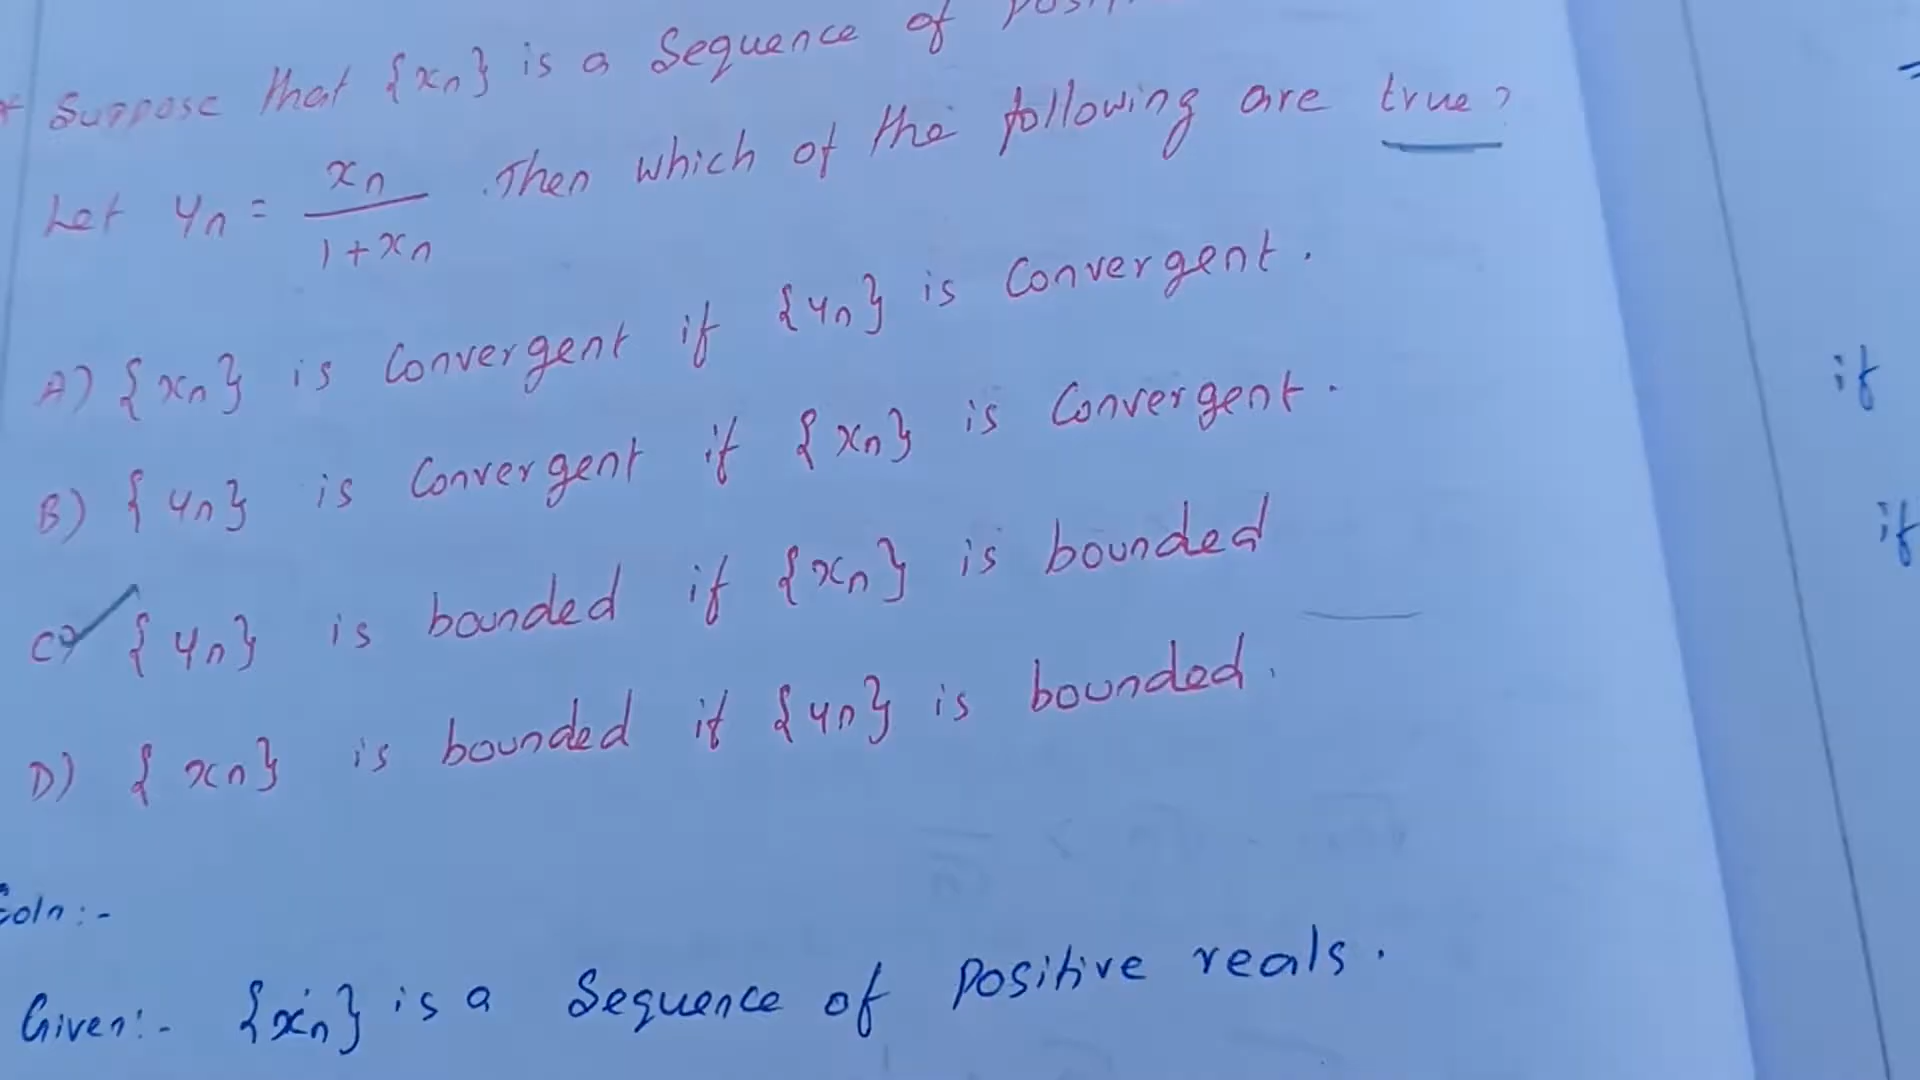 * Suppose that {xn} is a Sequence of
Let yn = xn / 1+xn . Then which of the following are true?
A) {xn} is Convergent if {yn} is Convergent.
B) {yn} is Convergent if {xn} is Convergent.
C) {yn} is bounded if {xn} is bounded
D) {xn} is bounded if {yn} is bounded.
Soln:-
Given:- {xn} is a Sequence of Positive reals.
if
if